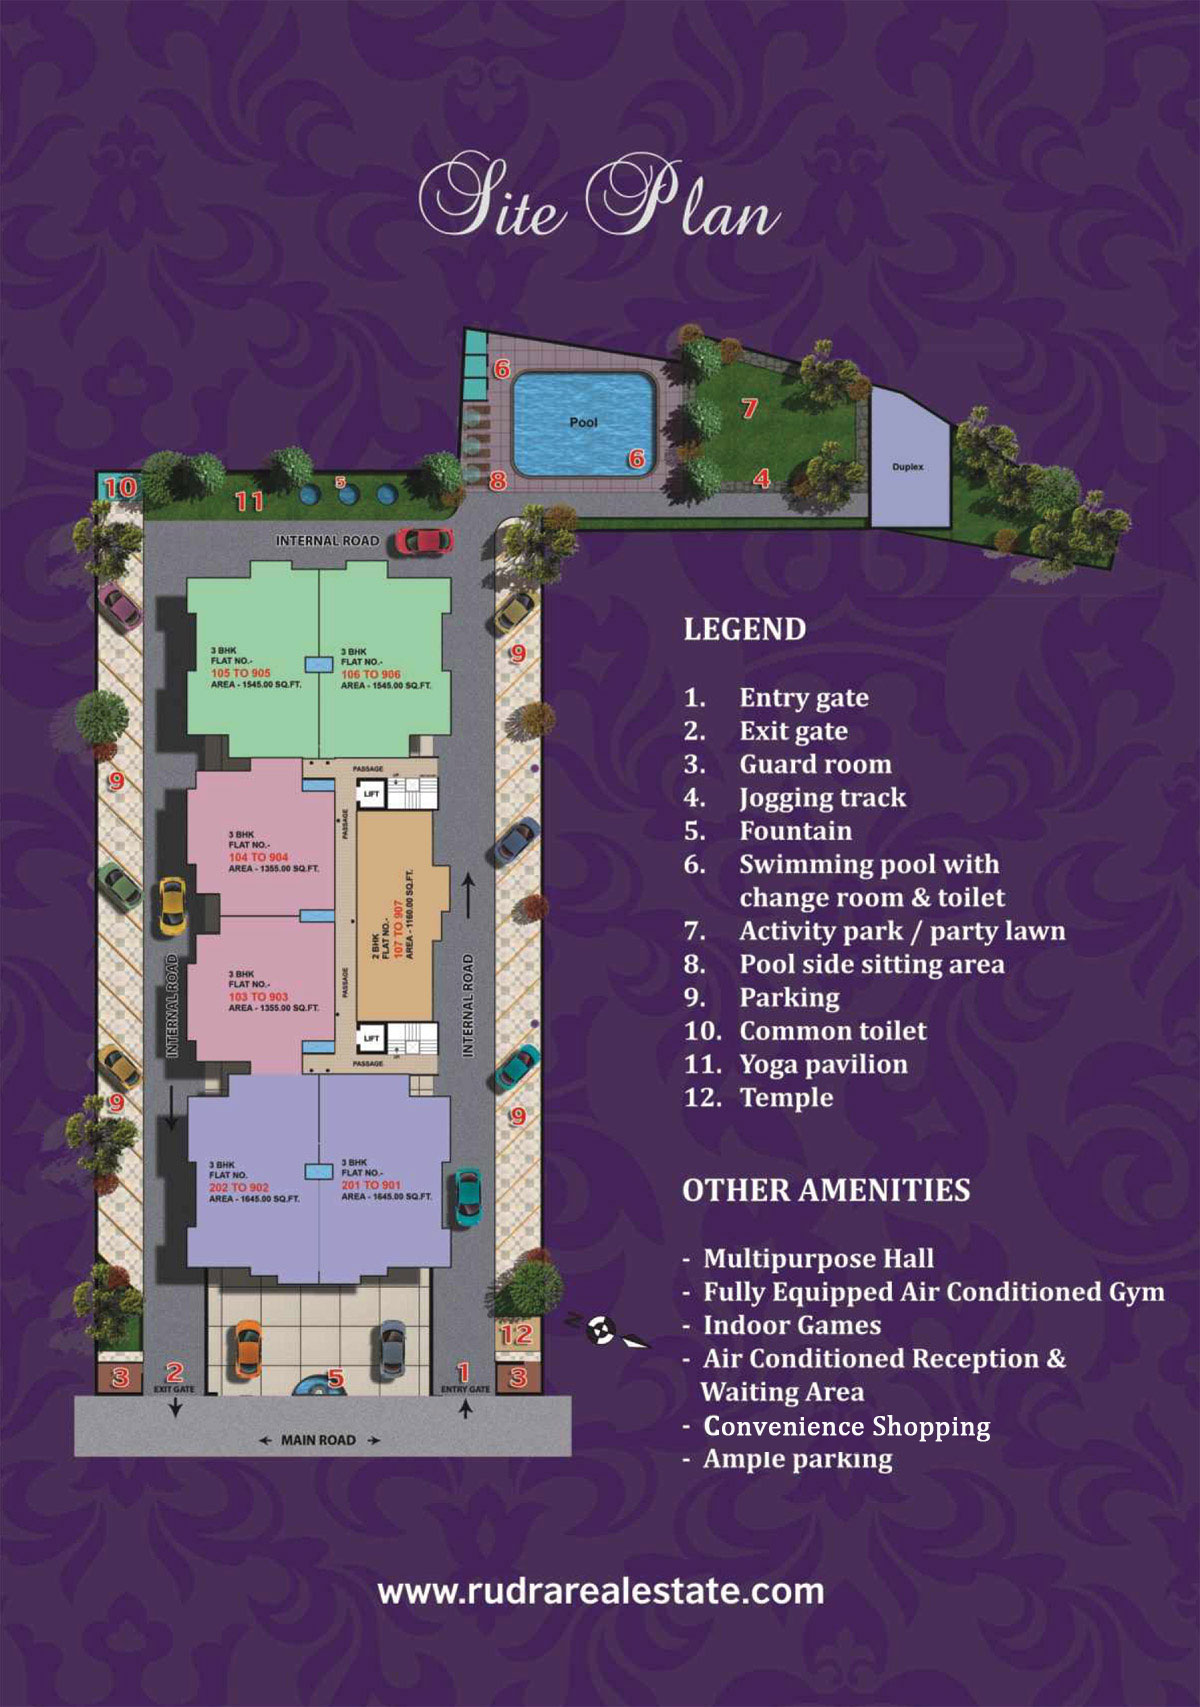 Site Plan
6
7
Pool
6
Duplex
8
4
10
11
5
INTERNAL ROAD
3 BHK
FLAT NO.-
105 TO 905
AREA - 1545.00 SQ.FT.
3 BHK
FLAT NO.-
106 TO 906
AREA - 1545.00 SQ.FT.
9
9
PASSAGE
LIFT
UP
PASSAGE
3 BHK
FLAT NO.-
104 TO 904
AREA - 1355.00 SQ.FT.
2 BHK
FLAT NO.-
107 TO 907
AREA - 1160.00 SQ.FT.
3 BHK
FLAT NO.-
103 TO 903
AREA - 1355.00 SQ.FT.
PASSAGE
INTERNAL ROAD
INTERNAL ROAD
LIFT
UP
PASSAGE
9
9
3 BHK
FLAT NO.
202 TO 902
AREA - 1645.00 SQ.FT.
3 BHK
FLAT NO.-
201 TO 901
AREA - 1645.00 SQ.FT.
12
N
3
2
EXIT GATE
5
1
ENTRY GATE
3
MAIN ROAD
LEGEND
1. Entry gate
2. Exit gate
3. Guard room
4. Jogging track
5. Fountain
6. Swimming pool with
change room & toilet
7. Activity park / party lawn
8. Pool side sitting area
9. Parking
10. Common toilet
11. Yoga pavilion
12. Temple
OTHER AMENITIES
- Multipurpose Hall
- Fully Equipped Air Conditioned Gym
- Indoor Games
- Air Conditioned Reception &
Waiting Area
- Convenience Shopping
- Ample parking
www.rudrarealestate.com